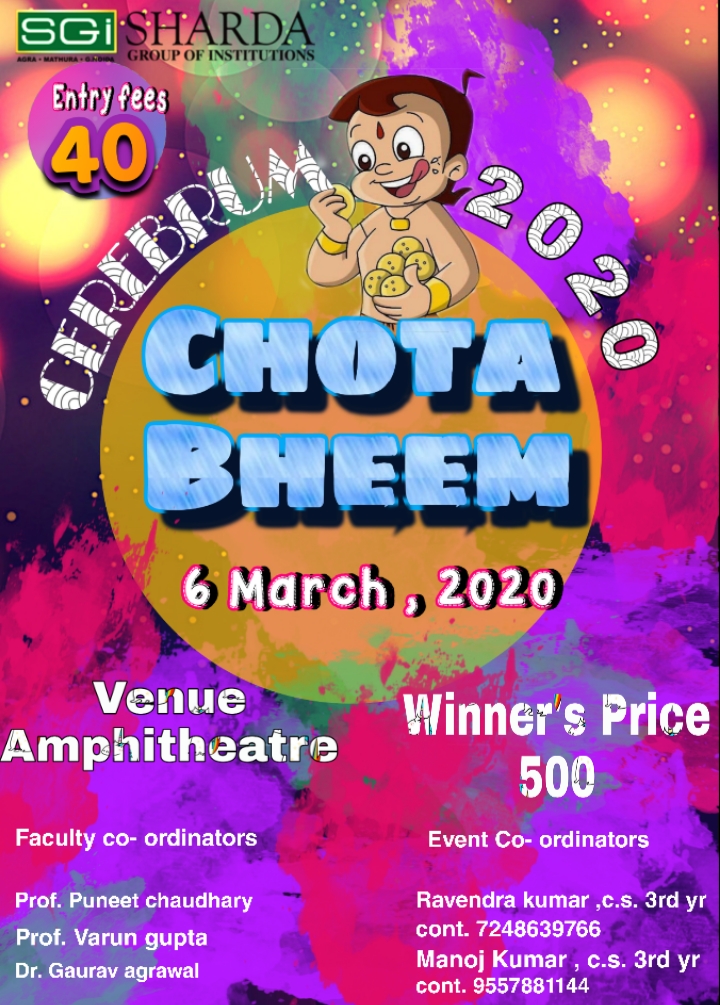 SGI SHARDA
GROUP OF INSTITUTIONS
AGRA - MATHURA - G.NOIDA
Entry fees
40
CEREBRUM 2020
CHOTA
BHEEM
6 March , 2020
Venue
Amphitheatre
Winner's Price
500
Faculty co- ordinators
Prof. Puneet chaudhary
Prof. Varun gupta
Dr. Gaurav agrawal
Event Co- ordinators
Ravendra kumar ,c.s. 3rd yr
cont. 7248639766
Manoj Kumar , c.s. 3rd yr
cont. 9557881144